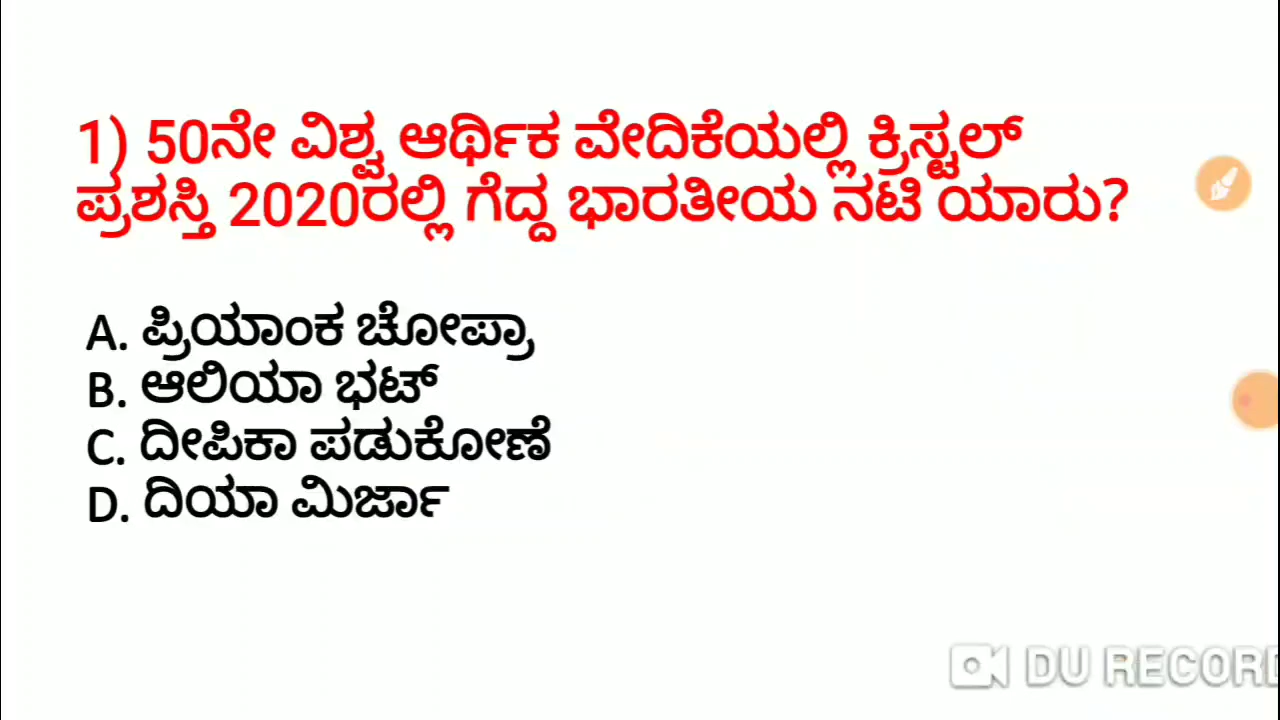 1) 50ನೇ ವಿಶ್ವ ಆರ್ಥಿಕ ವೇದಿಕೆಯಲ್ಲಿ ಕ್ರಿಸ್ಟಲ್
ಪ್ರಶಸ್ತಿ 2020ರಲ್ಲಿ ಗೆದ್ದ ಭಾರತೀಯ ನಟಿ ಯಾರು?
A. ಪ್ರಿಯಾಂಕ ಚೋಪ್ರಾ
B. ಆಲಿಯಾ ಭಟ್
C. ದೀಪಿಕಾ ಪಡುಕೋಣೆ
D. ದಿಯಾ ಮಿರ್ಜಾ
DU RECORD